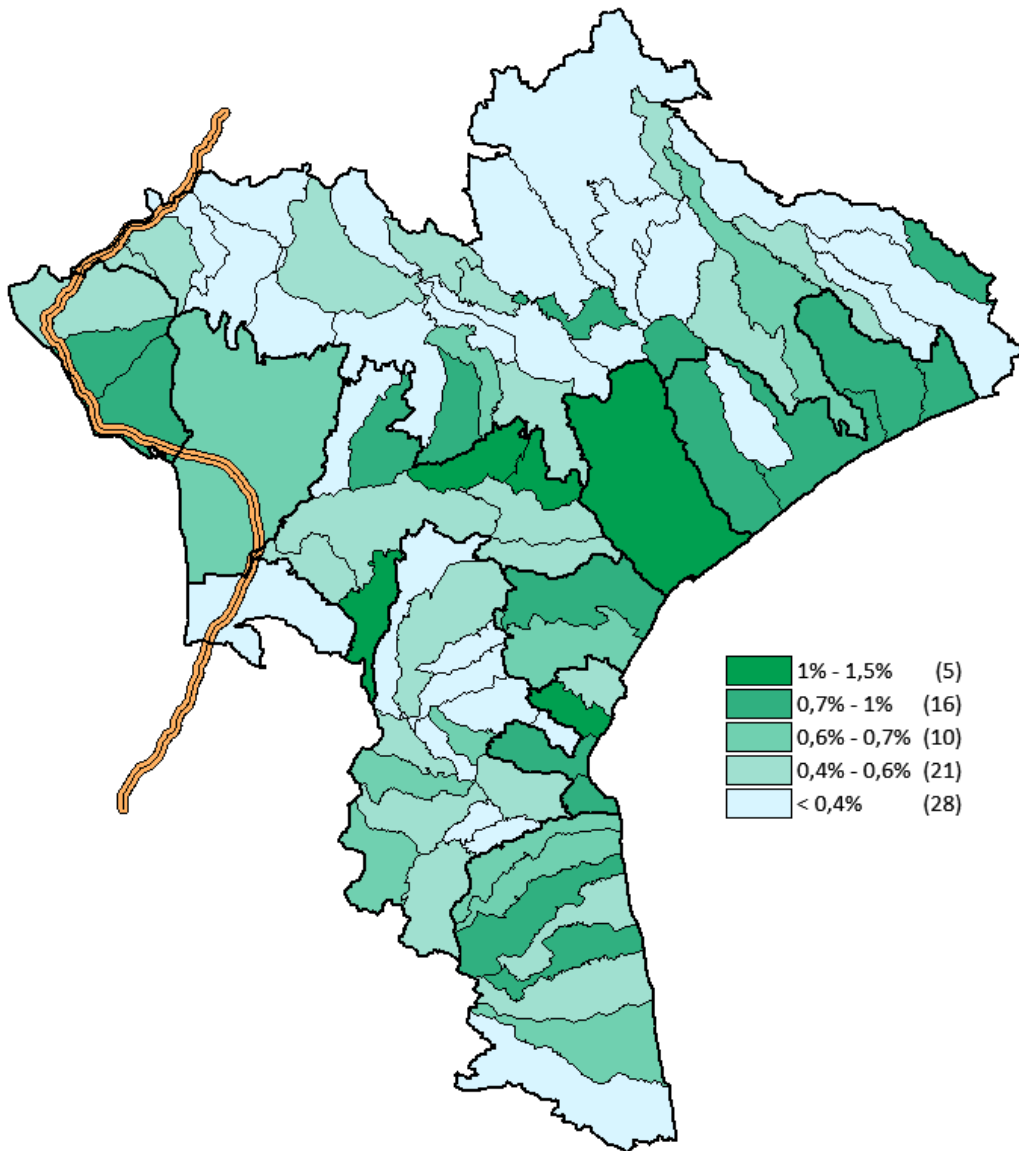 1% - 1,5% (5)
0,7% - 1% (16)
0,6% - 0,7% (10)
0,4% - 0,6% (21)
< 0,4% (28)